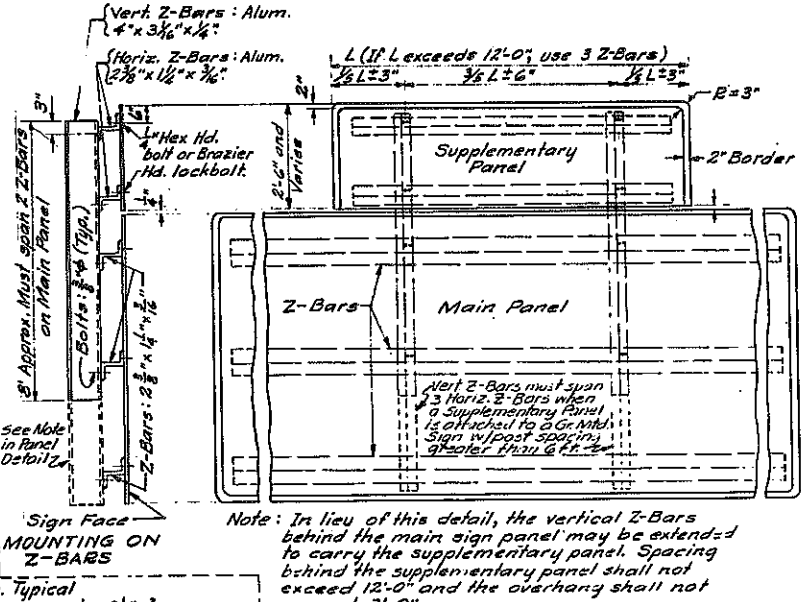 Vert. Z-Bars: Alum.
4" x 3 1/16" x 1/4"
Horiz. Z-Bars: Alum.
2 3/8" x 1 1/4" x 3/16"
L (If L exceeds 12'-0", use 3 Z-Bars)
1/5 L±3"
3/5 L±6"
1/5 L±3"
3"
6"
2"
R=3"
1/4" Hex Hd.
bolt or Brazier
Hd. lockbolt.
2'-6" and
Varies
Supplementary
Panel
2" Border
1/4"
8' Approx. Must span 2 Z-Bars
on Main Panel
Bolts: 3/8" φ (Typ.)
Z-Bars: 2 3/8" x 1 1/4" x 3/16"
Z-Bars
Main Panel
Vert Z-Bars must span
3 Horiz. Z-Bars when
a Supplementary Panel
is attached to a Gr. Mtd.
Sign w/post spacing
greater than 6 ft.
see Note
in Panel
Detail
Sign Face
MOUNTING ON
Z-BARS
Note: In lieu of this detail, the vertical Z-Bars
behind the main sign panel may be extended
to carry the supplementary panel. Spacing
behind the supplementary panel shall not
exceed 12'-0" and the overhang shall not
. Typical